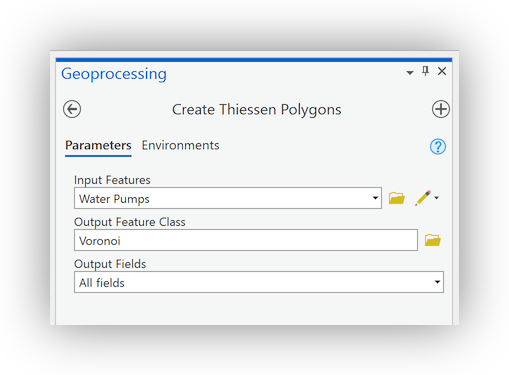 Geoprocessing
Create Thiessen Polygons
Parameters Environments
Input Features
Water Pumps
Output Feature Class
Voronoi
Output Fields
All fields